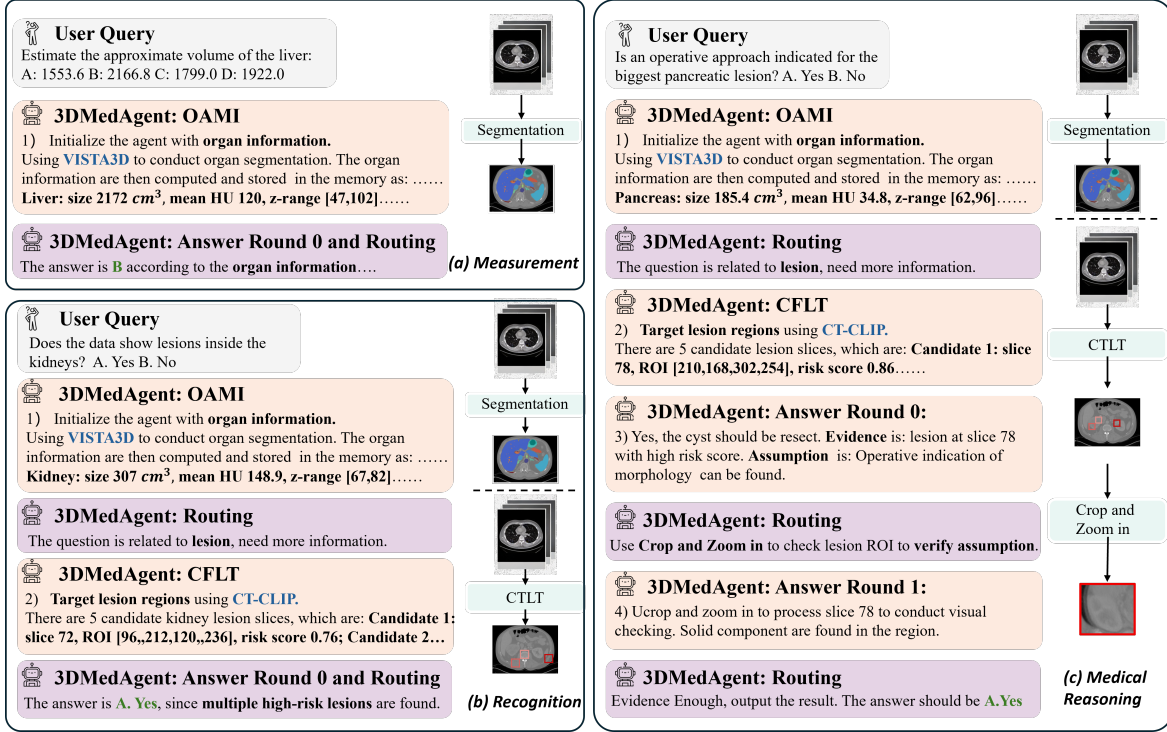 User Query
Estimate the approximate volume of the liver:
A: 1553.6 B: 2166.8 C: 1799.0 D: 1922.0
3DMedAgent: OAMI
1) Initialize the agent with organ information.
Using VISTA3D to conduct organ segmentation. The organ
information are then computed and stored in the memory as: ……
Liver: size 2172 cm³, mean HU 120, z-range [47,102]……
3DMedAgent: Answer Round 0 and Routing
The answer is B according to the organ information….
Segmentation
(a) Measurement
User Query
Does the data show lesions inside the
kidneys? A. Yes B. No
3DMedAgent: OAMI
1) Initialize the agent with organ information.
Using VISTA3D to conduct organ segmentation. The organ
information are then computed and stored in the memory as: ……
Kidney: size 307 cm³, mean HU 148.9, z-range [67,82]……
3DMedAgent: Routing
The question is related to lesion, need more information.
3DMedAgent: CFLT
2) Target lesion regions using CT-CLIP.
There are 5 candidate kidney lesion slices, which are: Candidate 1:
slice 72, ROI [96,,212,120,,236], risk score 0.76; Candidate 2…
3DMedAgent: Answer Round 0 and Routing
The answer is A. Yes, since multiple high-risk lesions are found.
Segmentation
CTLT
(b) Recognition
User Query
Is an operative approach indicated for the
biggest pancreatic lesion? A. Yes B. No
3DMedAgent: OAMI
1) Initialize the agent with organ information.
Using VISTA3D to conduct organ segmentation. The organ
information are then computed and stored in the memory as: ……
Pancreas: size 185.4 cm³, mean HU 34.8, z-range [62,96]……
3DMedAgent: Routing
The question is related to lesion, need more information.
3DMedAgent: CFLT
2) Target lesion regions using CT-CLIP.
There are 5 candidate lesion slices, which are: Candidate 1: slice
78, ROI [210,168,302,254], risk score 0.86……
3DMedAgent: Answer Round 0:
3) Yes, the cyst should be resect. Evidence is: lesion at slice 78
with high risk score. Assumption is: Operative indication of
morphology can be found.
3DMedAgent: Routing
Use Crop and Zoom in to check lesion ROI to verify assumption.
3DMedAgent: Answer Round 1:
4) Ucrop and zoom in to process slice 78 to conduct visual
checking. Solid component are found in the region.
3DMedAgent: Routing
Evidence Enough, output the result. The answer should be A.Yes
Segmentation
CTLT
Crop and
Zoom in
(c) Medical
Reasoning